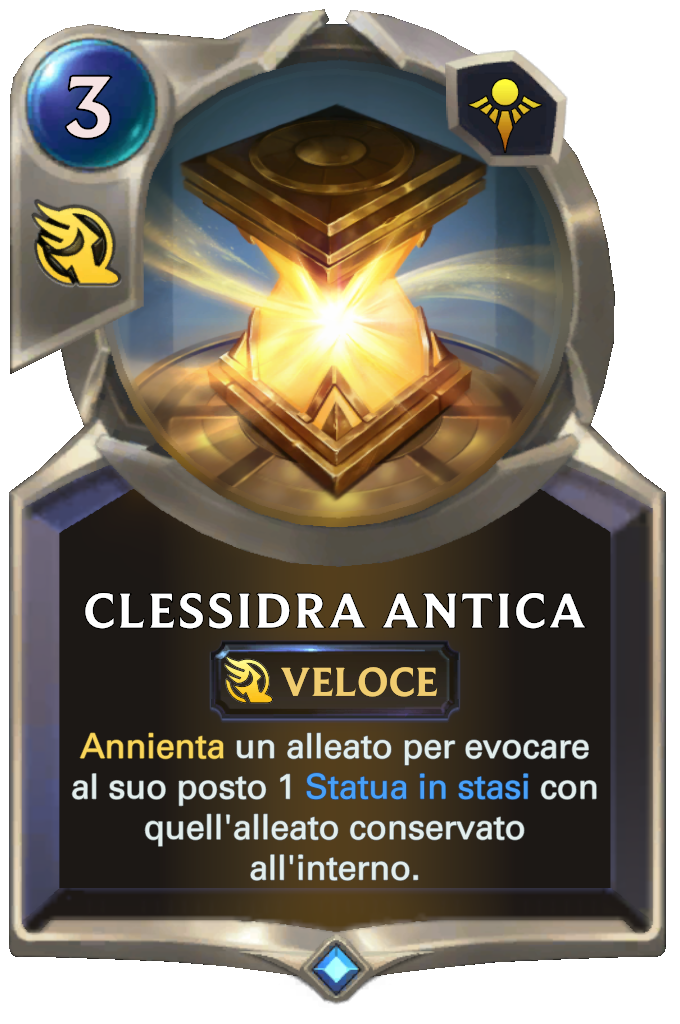 3
CLESSIDRA ANTICA
VELOCE
Annienta un alleato per evocare
al suo posto 1 Statua in stasi con
quell'alleato conservato
all'interno.